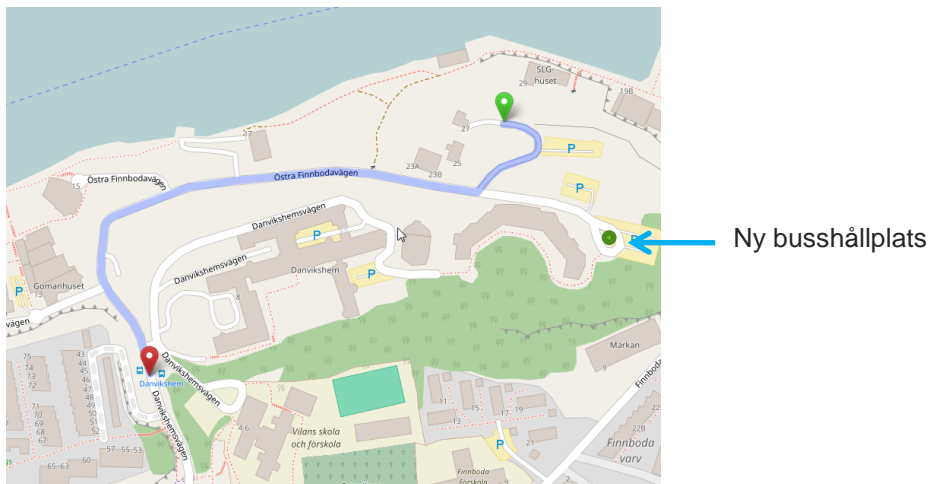 SLG-
huset
29
19B
27
27
23A
23B
25
P
P
P
Östra Finnbodavägen
15
Östra Finnbodavägen
Danvikshemsvägen
Danvikshemsvägen
P
Danvikshem
P
8
Ny busshållplats
Gomanhuset
13
P
vägen
Danvikshem
Danvikshemsvägen
Danvikshemsvägen
75
74
73
72
71
70
69
68
67
43
44
45
46
47
48
49
50
51
52
57-55-53
65-63
4-6
Vilans skola
och förskola
11
13
15
17
19
21
P
Markan
9
Finnboda
22
22B
Finnboda
varv
Finnboda
Förskola